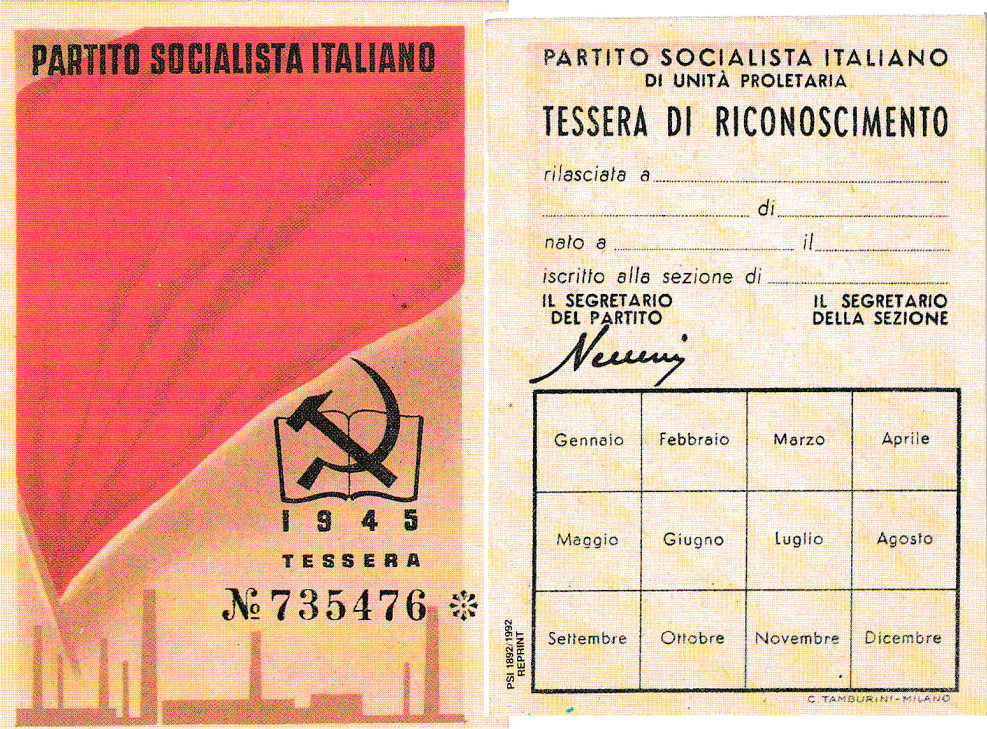 PARTITO SOCIALISTA ITALIANO
1945
TESSERA
№ 735476
PARTITO SOCIALISTA ITALIANO
DI UNITÀ PROLETARIA
TESSERA DI RICONOSCIMENTO
rilasciata a
di
nato a il
iscritto alla sezione di
IL SEGRETARIO DEL PARTITO
IL SEGRETARIO DELLA SEZIONE
Nenni
Gennaio Febbraio Marzo Aprile
Maggio Giugno Luglio Agosto
Settembre Ottobre Novembre Dicembre
PSI 1892/1992
REPRINT
C. TAMBURINI - MILANO